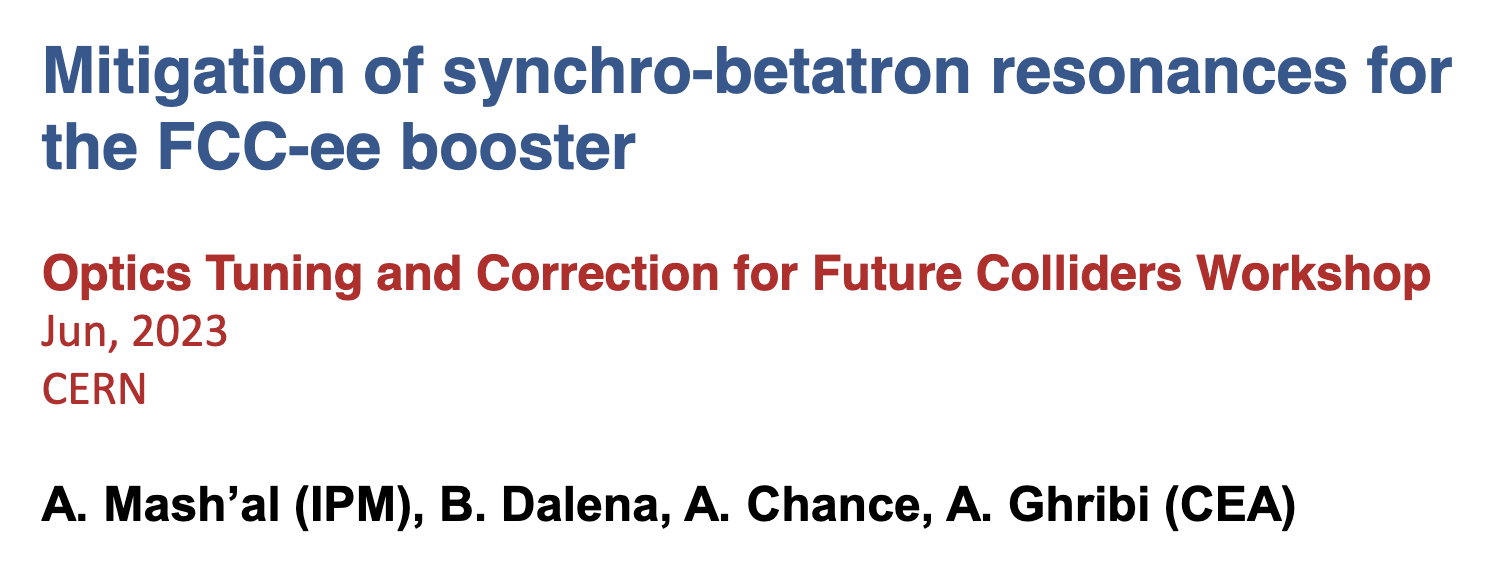 Mitigation of synchro-betatron resonances for
the FCC-ee booster
Optics Tuning and Correction for Future Colliders Workshop
Jun, 2023
CERN
A. Mash’al (IPM), B. Dalena, A. Chance, A. Ghribi (CEA)